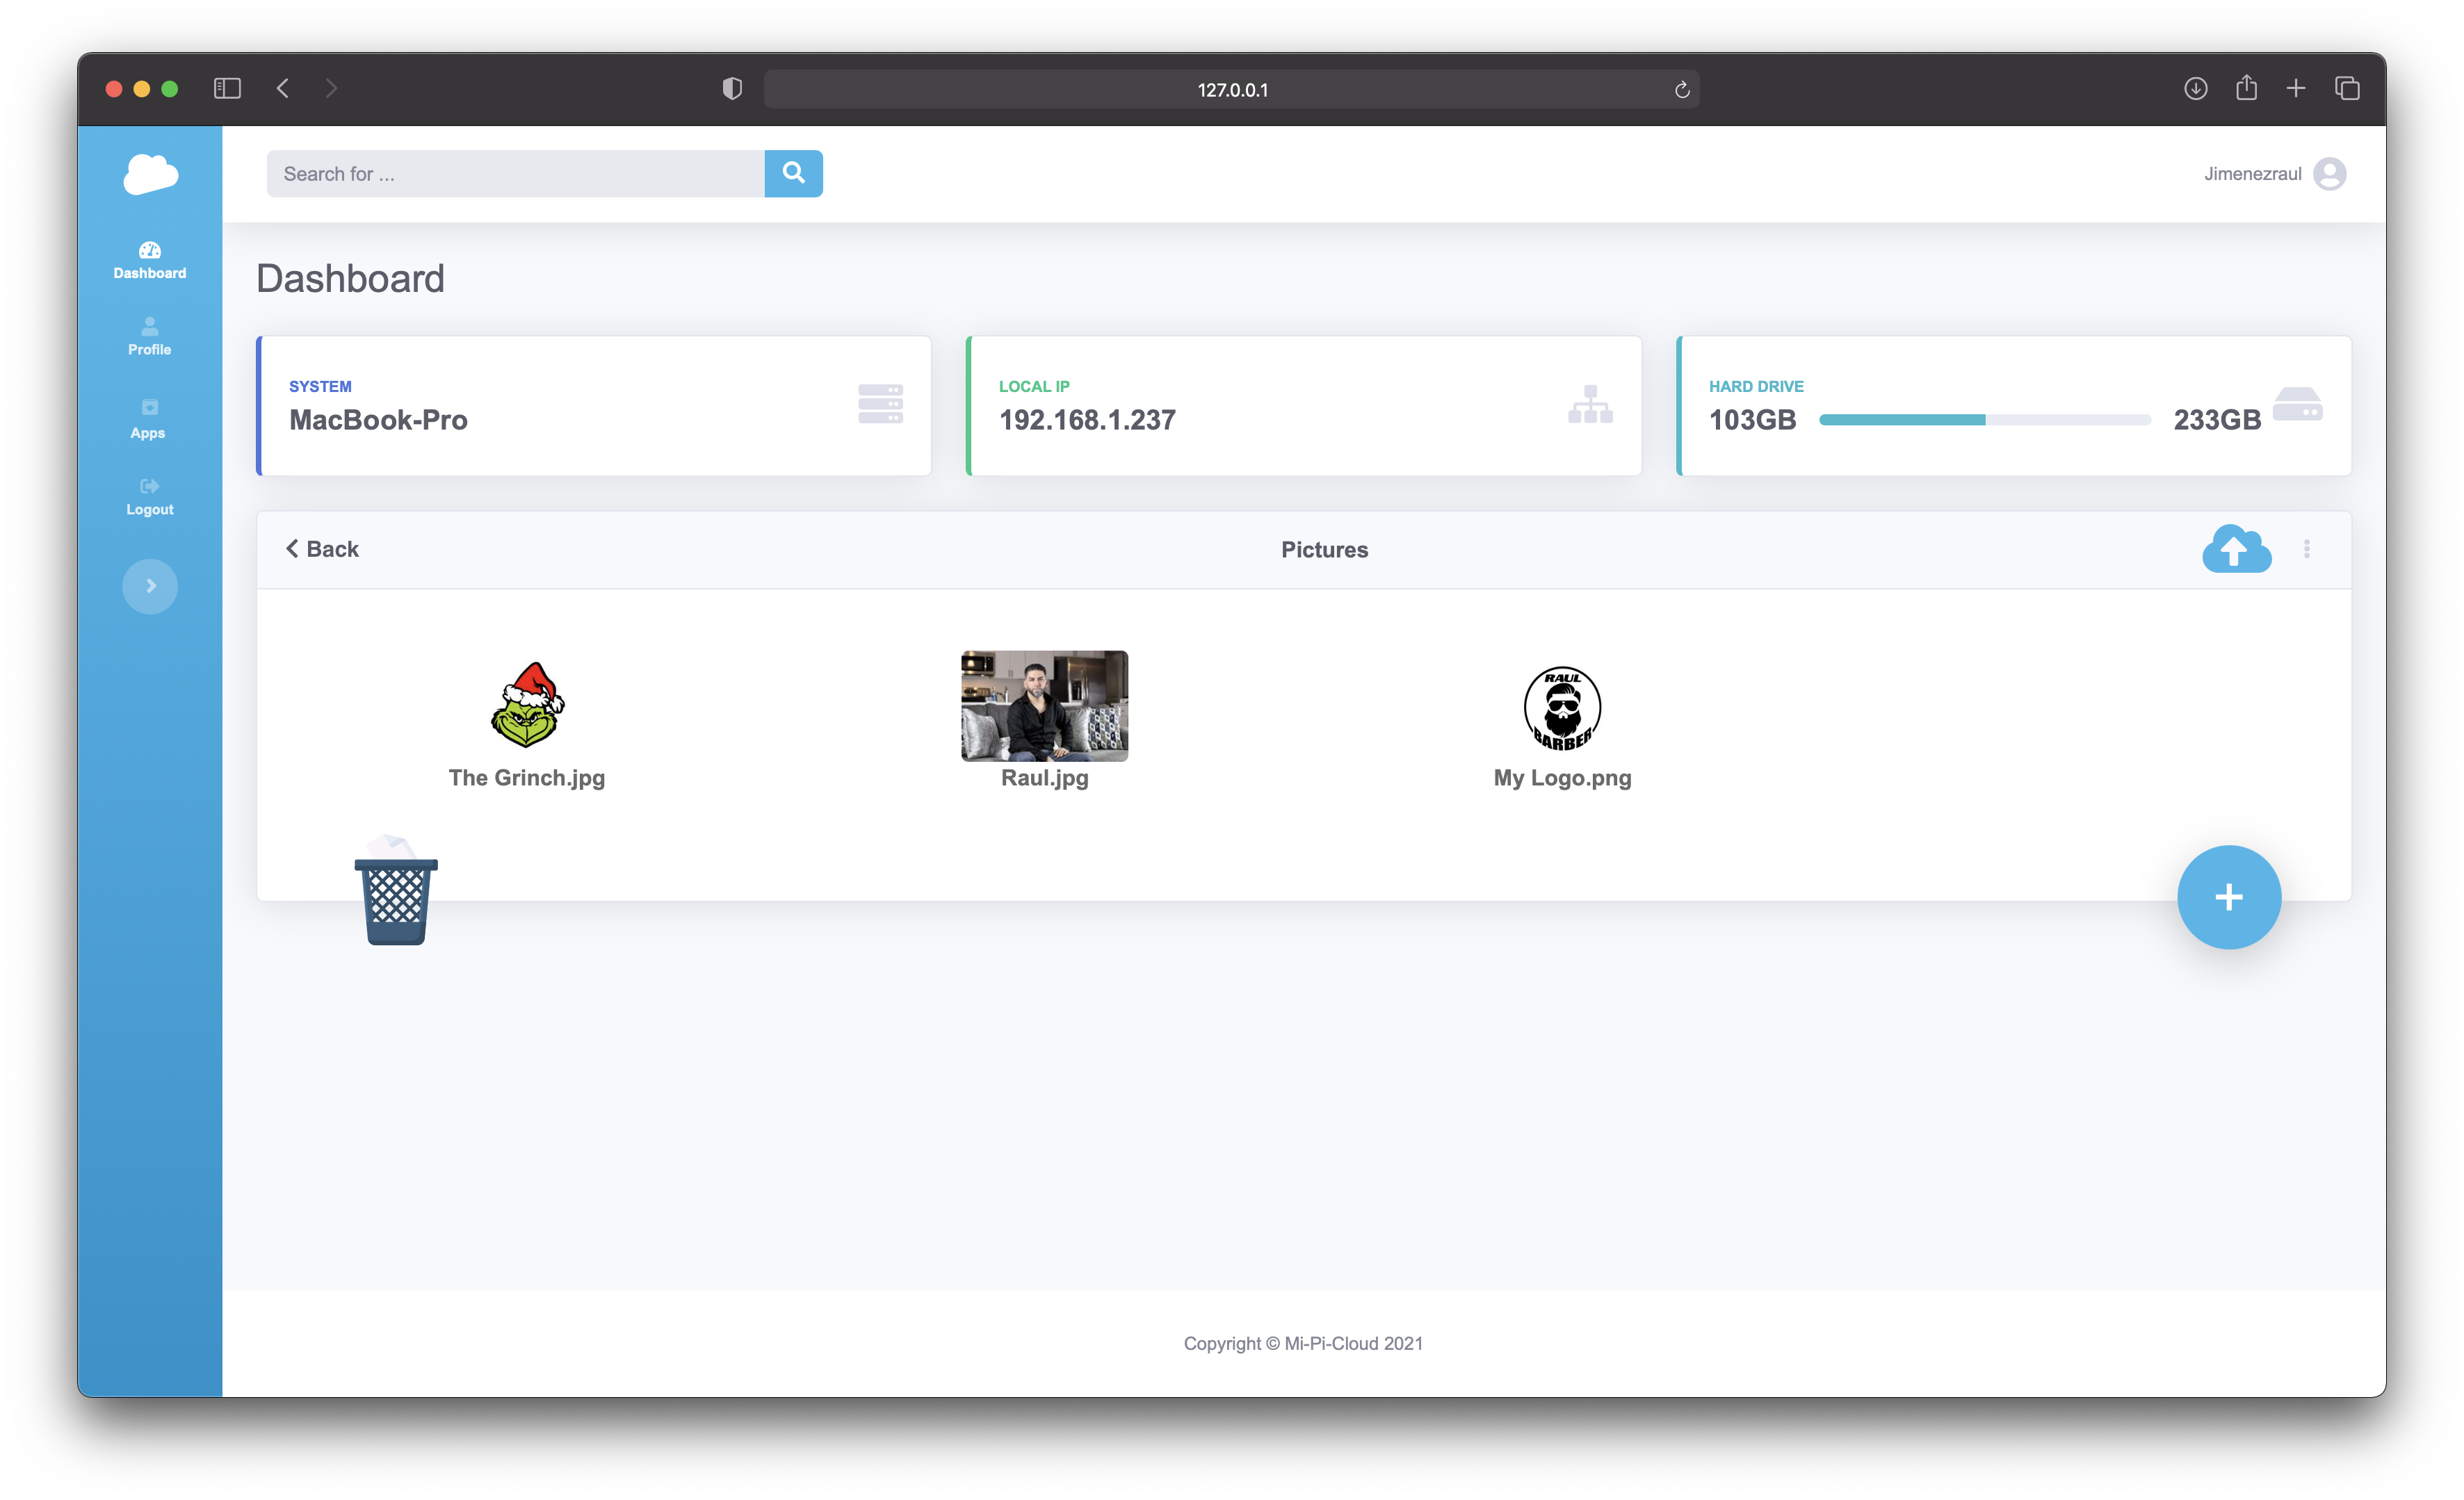 127.0.0.1
Search for ...
Jimenezraul
Dashboard
Profile
Apps
Logout
Dashboard
SYSTEM
MacBook-Pro
LOCAL IP
192.168.1.237
HARD DRIVE
103GB 233GB
Back
Pictures
RAUL
BARBER
The Grinch.jpg
Raul.jpg
My Logo.png
Copyright © Mi-Pi-Cloud 2021